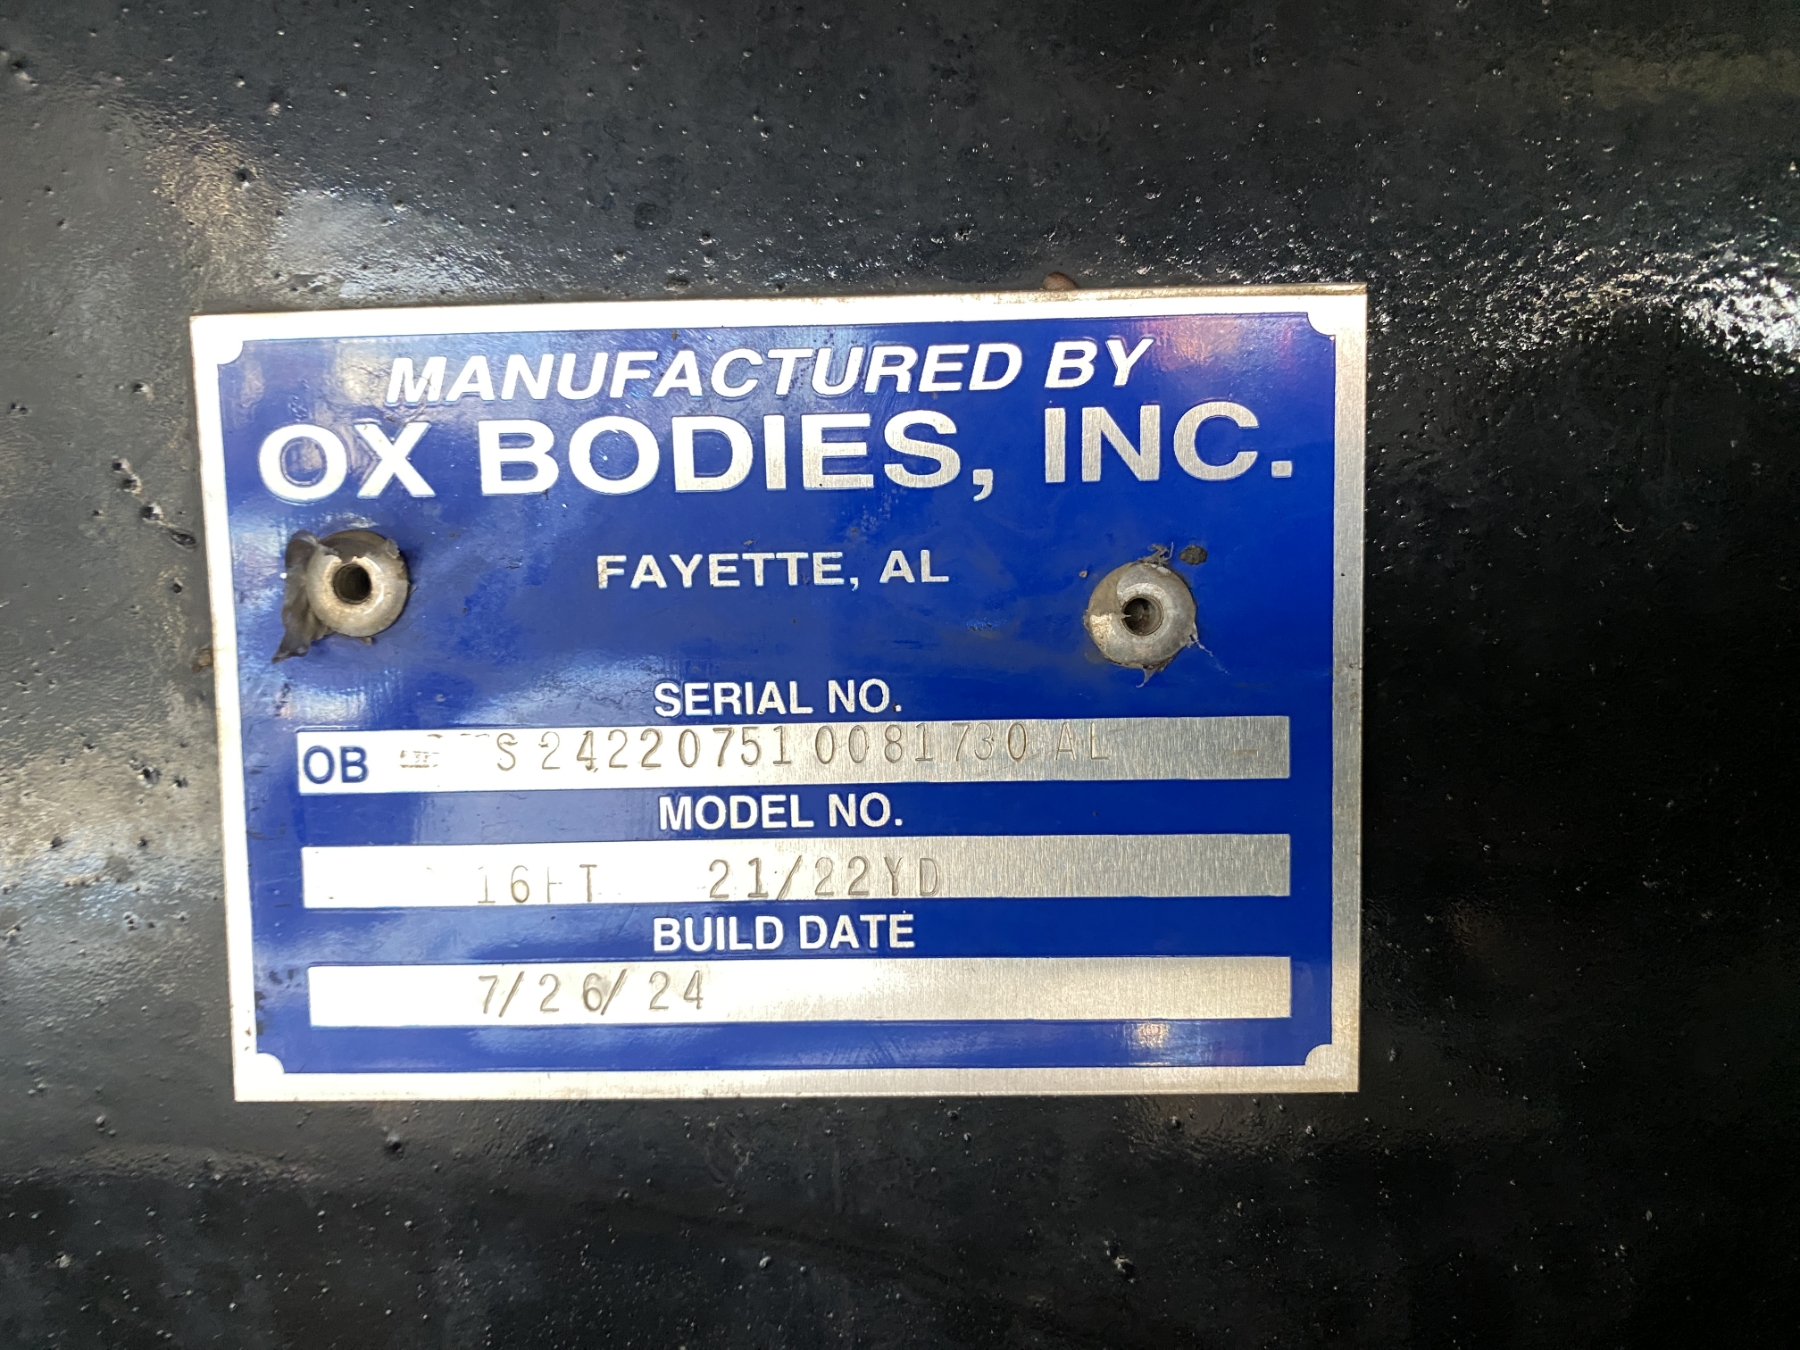 MANUFACTURED BY
OX BODIES, INC.
FAYETTE, AL
SERIAL NO.
OB S242207510081730 AL
MODEL NO.
16FT 21/22YD
BUILD DATE
7/26/24